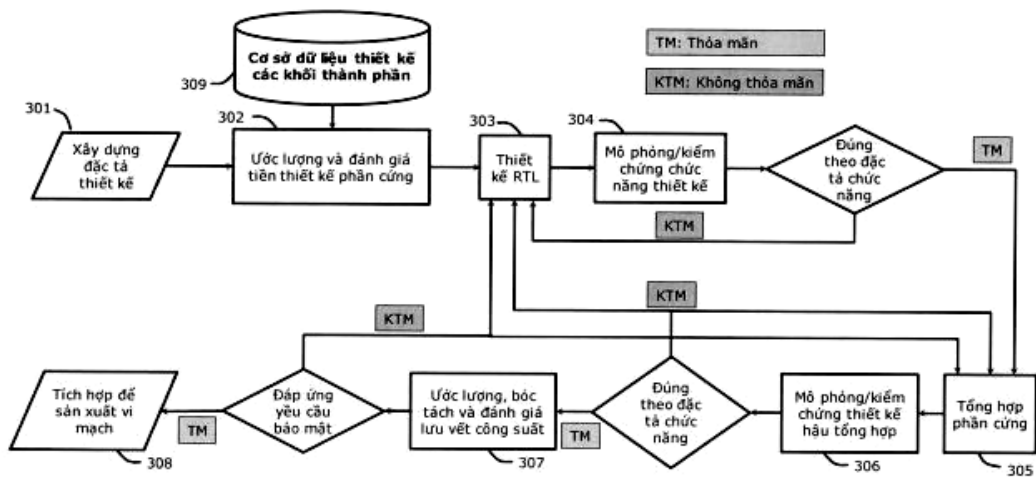 Cơ sở dữ liệu thiết kế
các khối thành phần
309
TM: Thỏa mãn
KTM: Không thỏa mãn
301
Xây dựng
đặc tả
thiết kế
302
Ước lượng và đánh giá
tiền thiết kế phần cứng
303
Thiết
kế RTL
304
Mô phỏng/kiểm
chứng chức
năng thiết kế
Đúng
theo đặc
tả chức
năng
TM
KTM
KTM
KTM
Tích hợp để
sản xuất vi
mạch
308
TM
Đáp ứng
yều cầu
bảo mật
Ước lượng, bóc
tách và đánh giá
lưu vết công suất
307
TM
Đúng
theo đặc
tả chức
năng
Mô phỏng/kiểm
chứng thiết kế
hậu tổng hợp
306
Tổng hợp
phần cứng
305